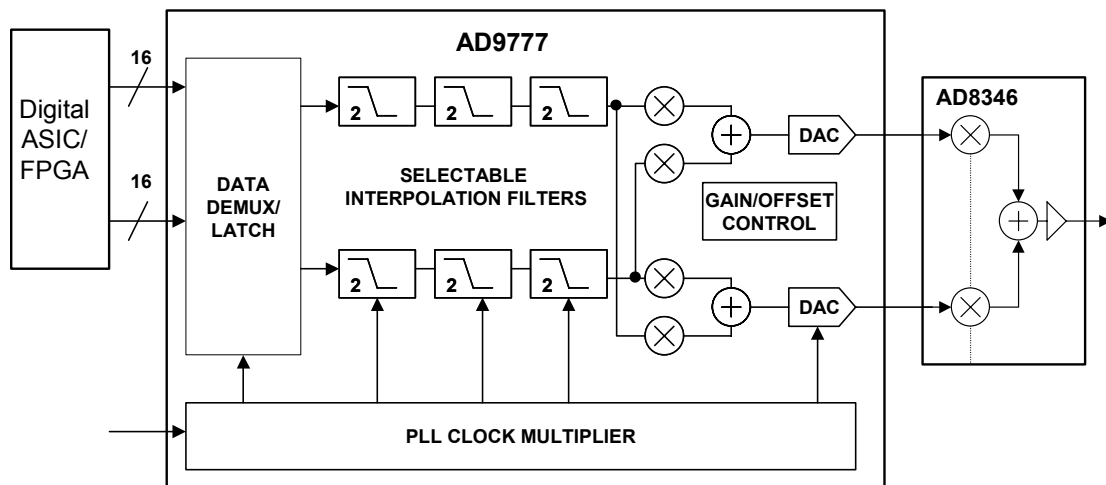 AD9777
16
Digital
ASIC/
FPGA
16
DATA
DEMUX/
LATCH
2
2
2
SELECTABLE
INTERPOLATION FILTERS
2
2
2
DAC
GAIN/OFFSET
CONTROL
DAC
AD8346
PLL CLOCK MULTIPLIER